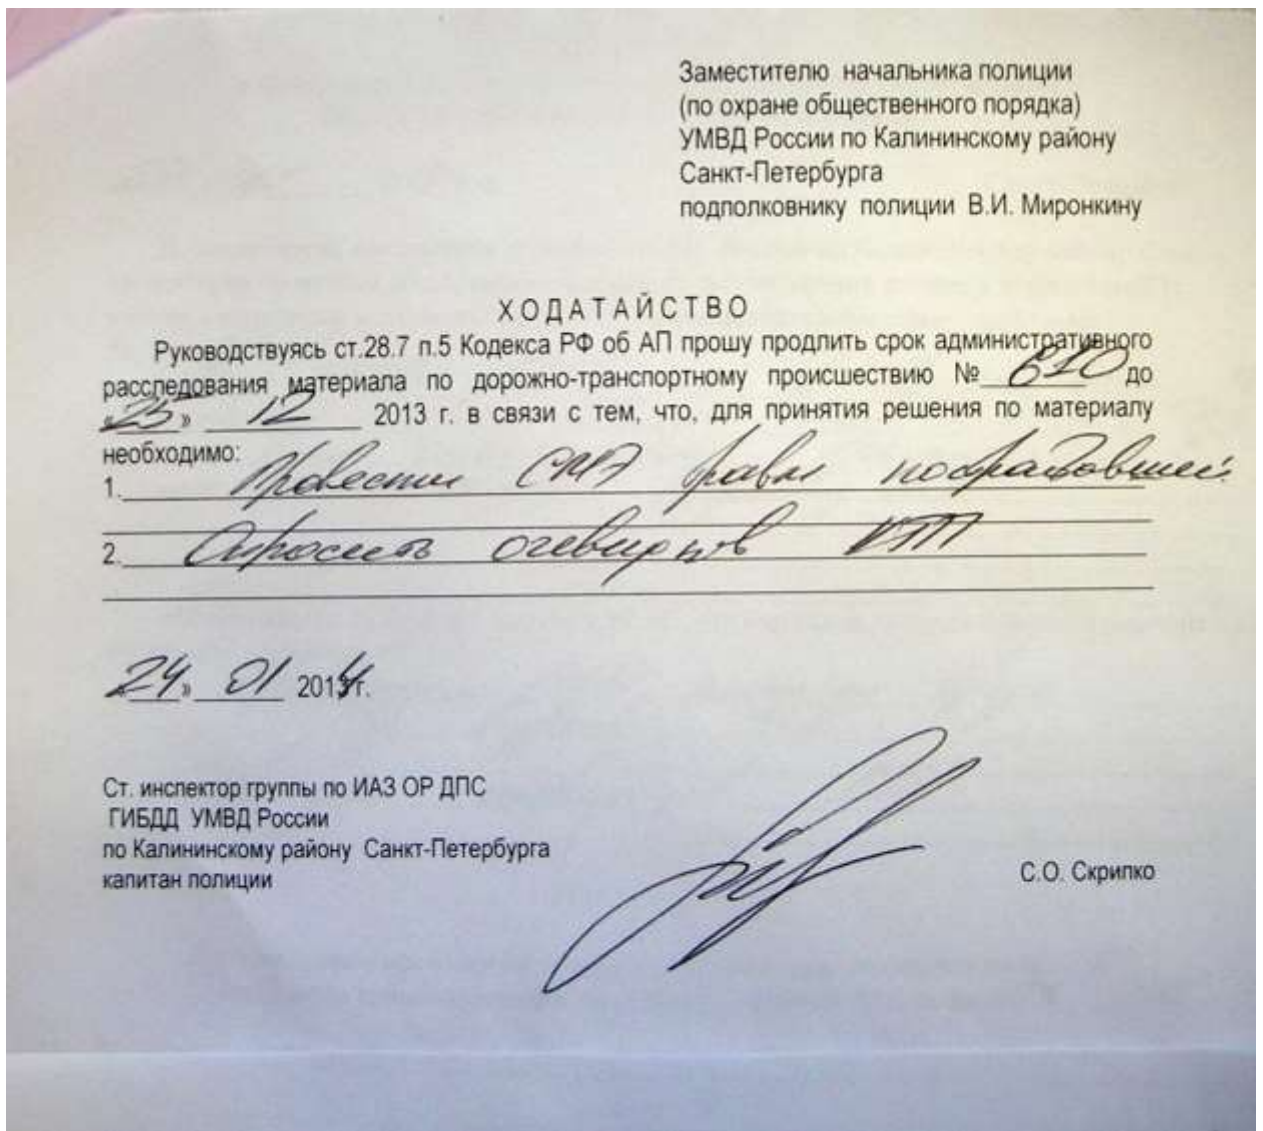 Заместителю начальника полиции
(по охране общественного порядка)
УМВД России по Калининскому району
Санкт-Петербурга
подполковнику полиции В.И. Миронкину
ХОДАТАЙСТВО
Руководствуясь ст.28.7 п.5 Кодекса РФ об АП прошу продлить срок административного
расследования материала по дорожно-транспортному происшествию № 610 до
«25» 12 2013 г. в связи с тем, что, для принятия решения по материалу
необходимо:
1. Провести СМЭ травм пострадавшей.
2. Опросить очевидцев ДТП
«24» 01 2014 г.
Ст. инспектор группы по ИАЗ ОР ДПС
ГИБДД УМВД России
по Калининскому району Санкт-Петербурга
капитан полиции
С.О. Скрипко